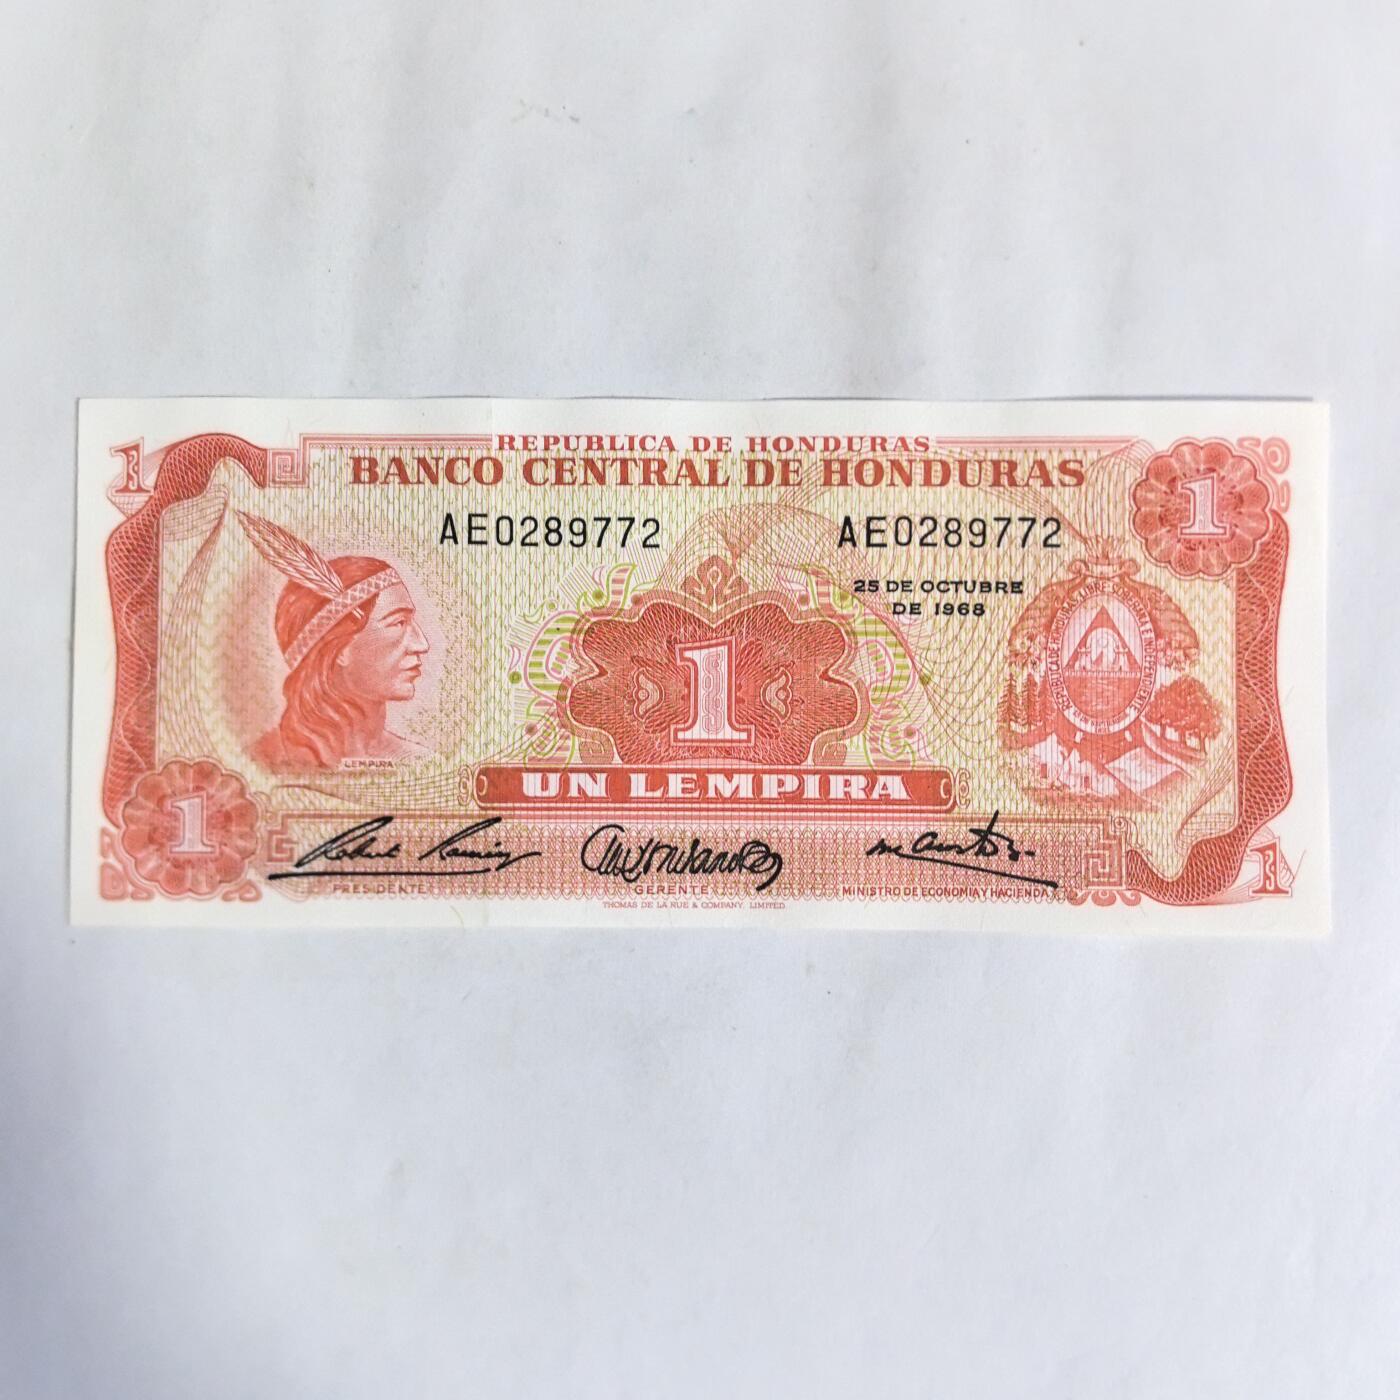 1
REPUBLICA DE HONDURAS
BANCO CENTRAL DE HONDURAS
1
AE0289772 AE0289772
25 DE OCTUBRE
DE 1968
1
LEMPIRA
UN LEMPIRA
1
PRESIDENTE
GERENTE
MINISTRO DE ECONOMIA Y HACIENDA
1
THOMAS DE LA RUE & COMPANY, LIMITED.